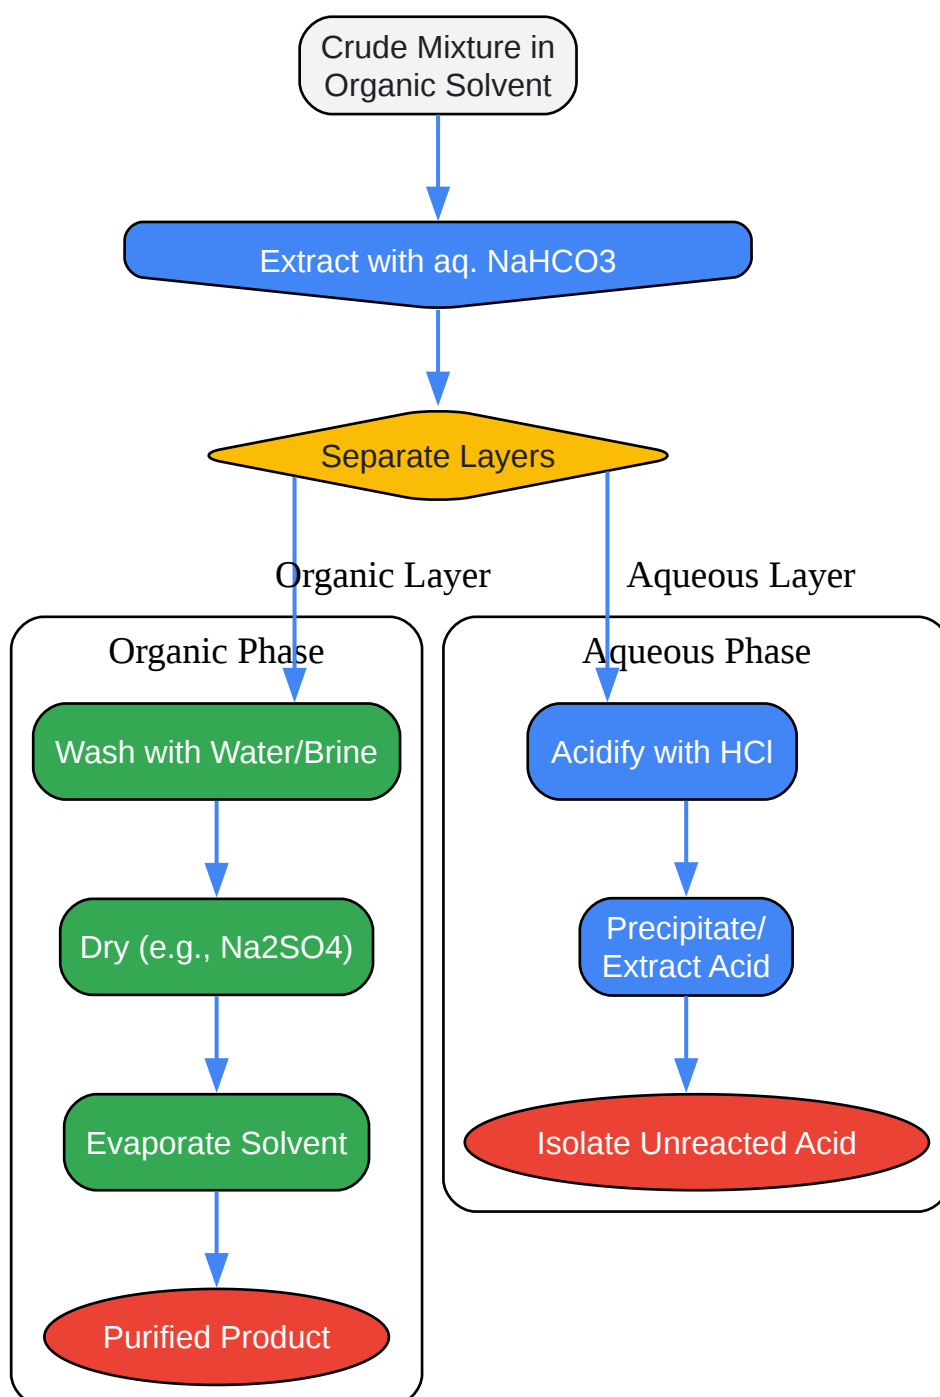 Crude Mixture in
Organic Solvent
Extract with aq. NaHCO3
Separate Layers
Organic Layer
Aqueous Layer
Organic Phase
Wash with Water/Brine
Dry (e.g., Na2SO4)
Evaporate Solvent
Purified Product
Aqueous Phase
Acidify with HCl
Precipitate/
Extract Acid
Isolate Unreacted Acid